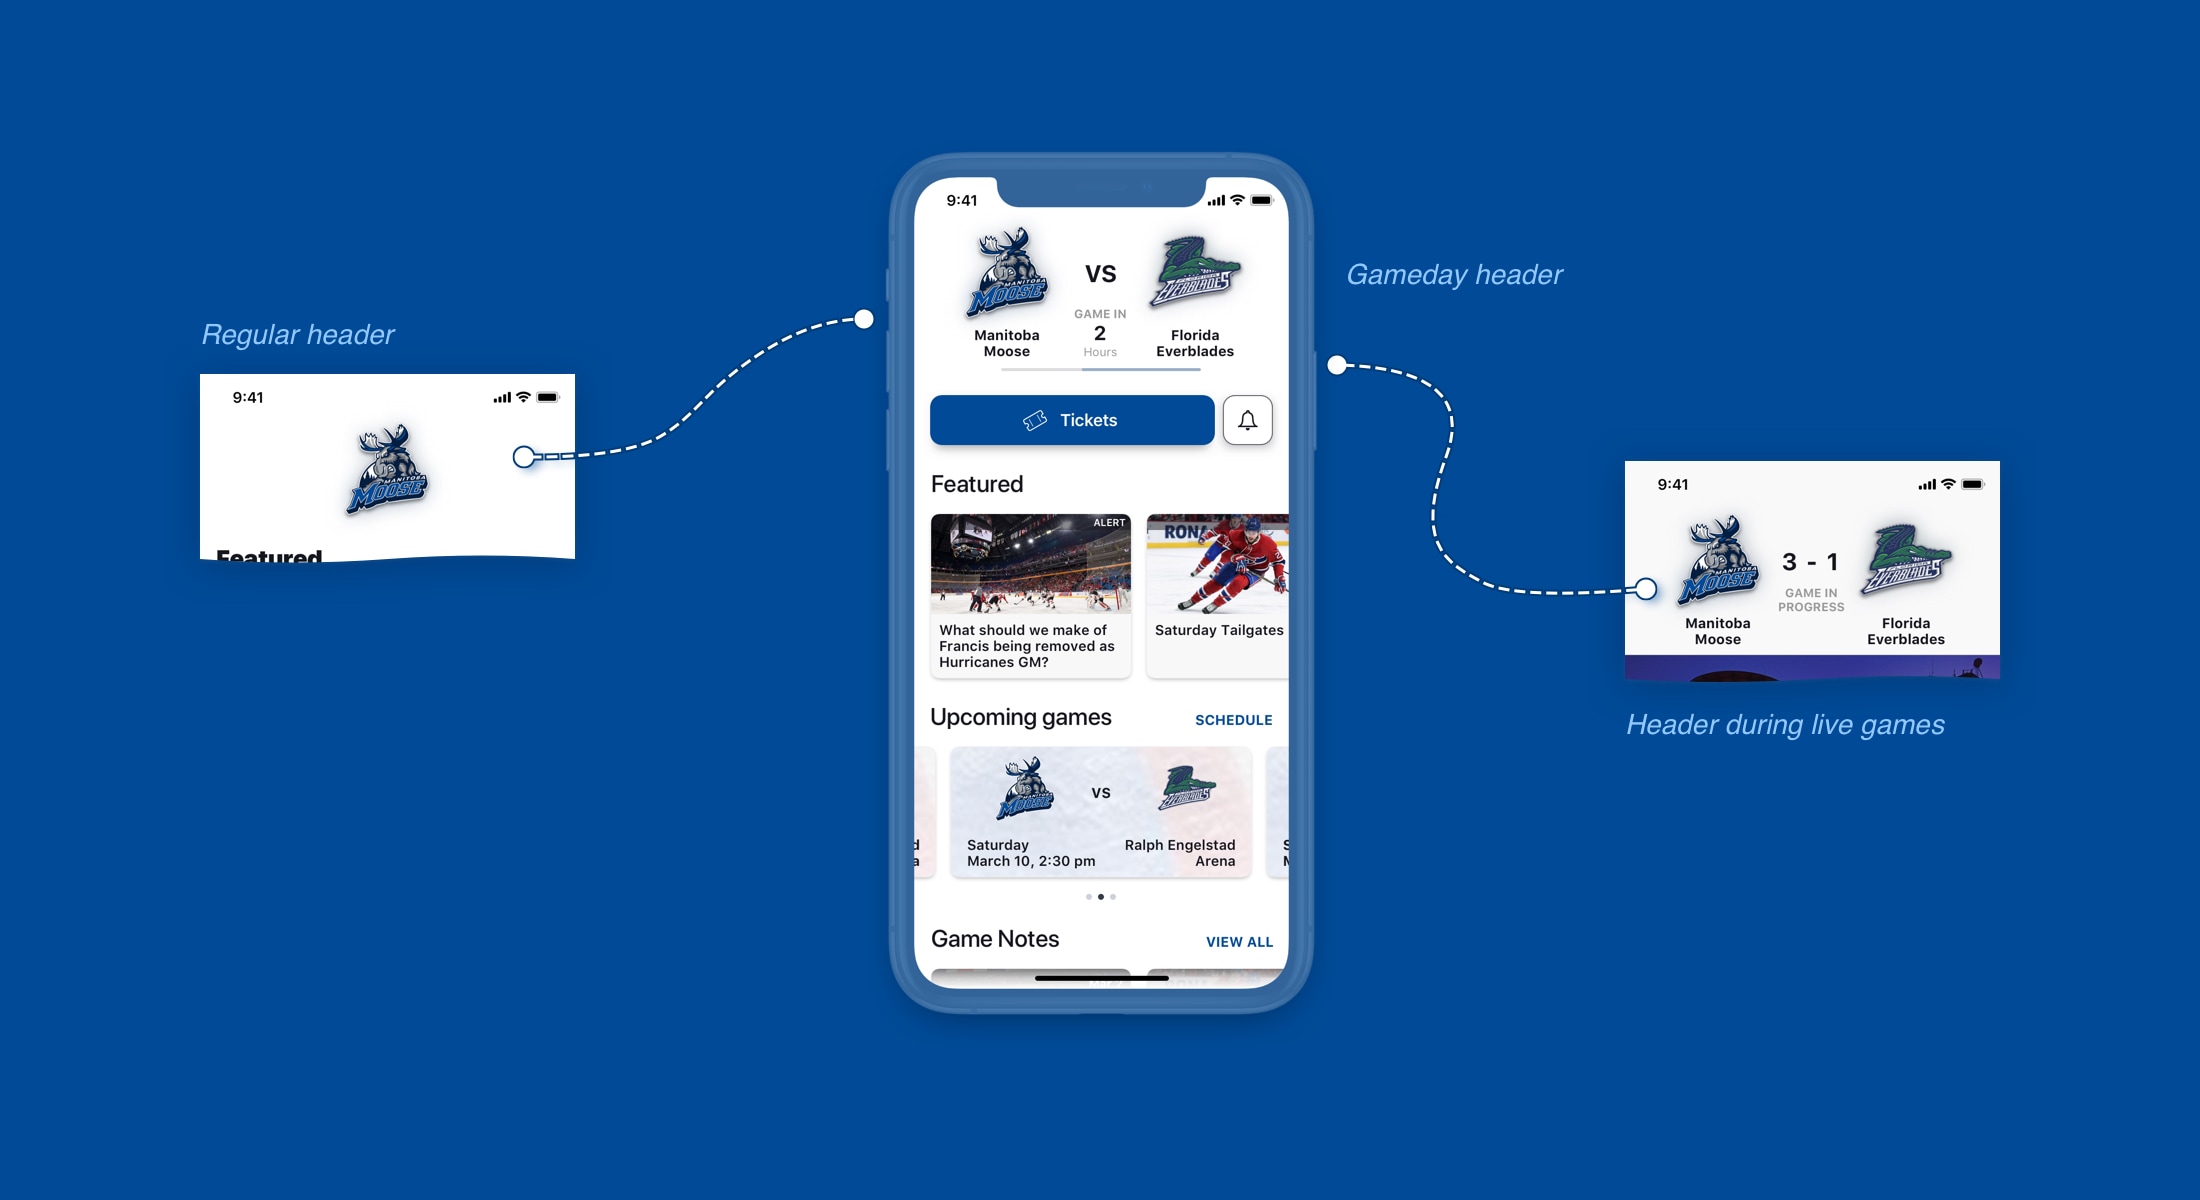 Regular header
9:41
MANITOBA
MOOSE
Featured
9:41
MANITOBA
MOOSE
VS
EVERBLADES
GAME IN
2
Hours
Manitoba
Moose
Florida
Everblades
Tickets
Featured
ALERT
What should we make of
Francis being removed as
Hurricanes GM?
RONA
Saturday Tailgates
Upcoming games
SCHEDULE
d
a
MANITOBA
MOOSE
VS
EVERBLADES
Saturday
March 10, 2:30 pm
Ralph Engelstad
Arena
S
M
Game Notes
VIEW ALL
Gameday header
9:41
MANITOBA
MOOSE
3 - 1
EVERBLADES
GAME IN
PROGRESS
Manitoba
Moose
Florida
Everblades
Header during live games